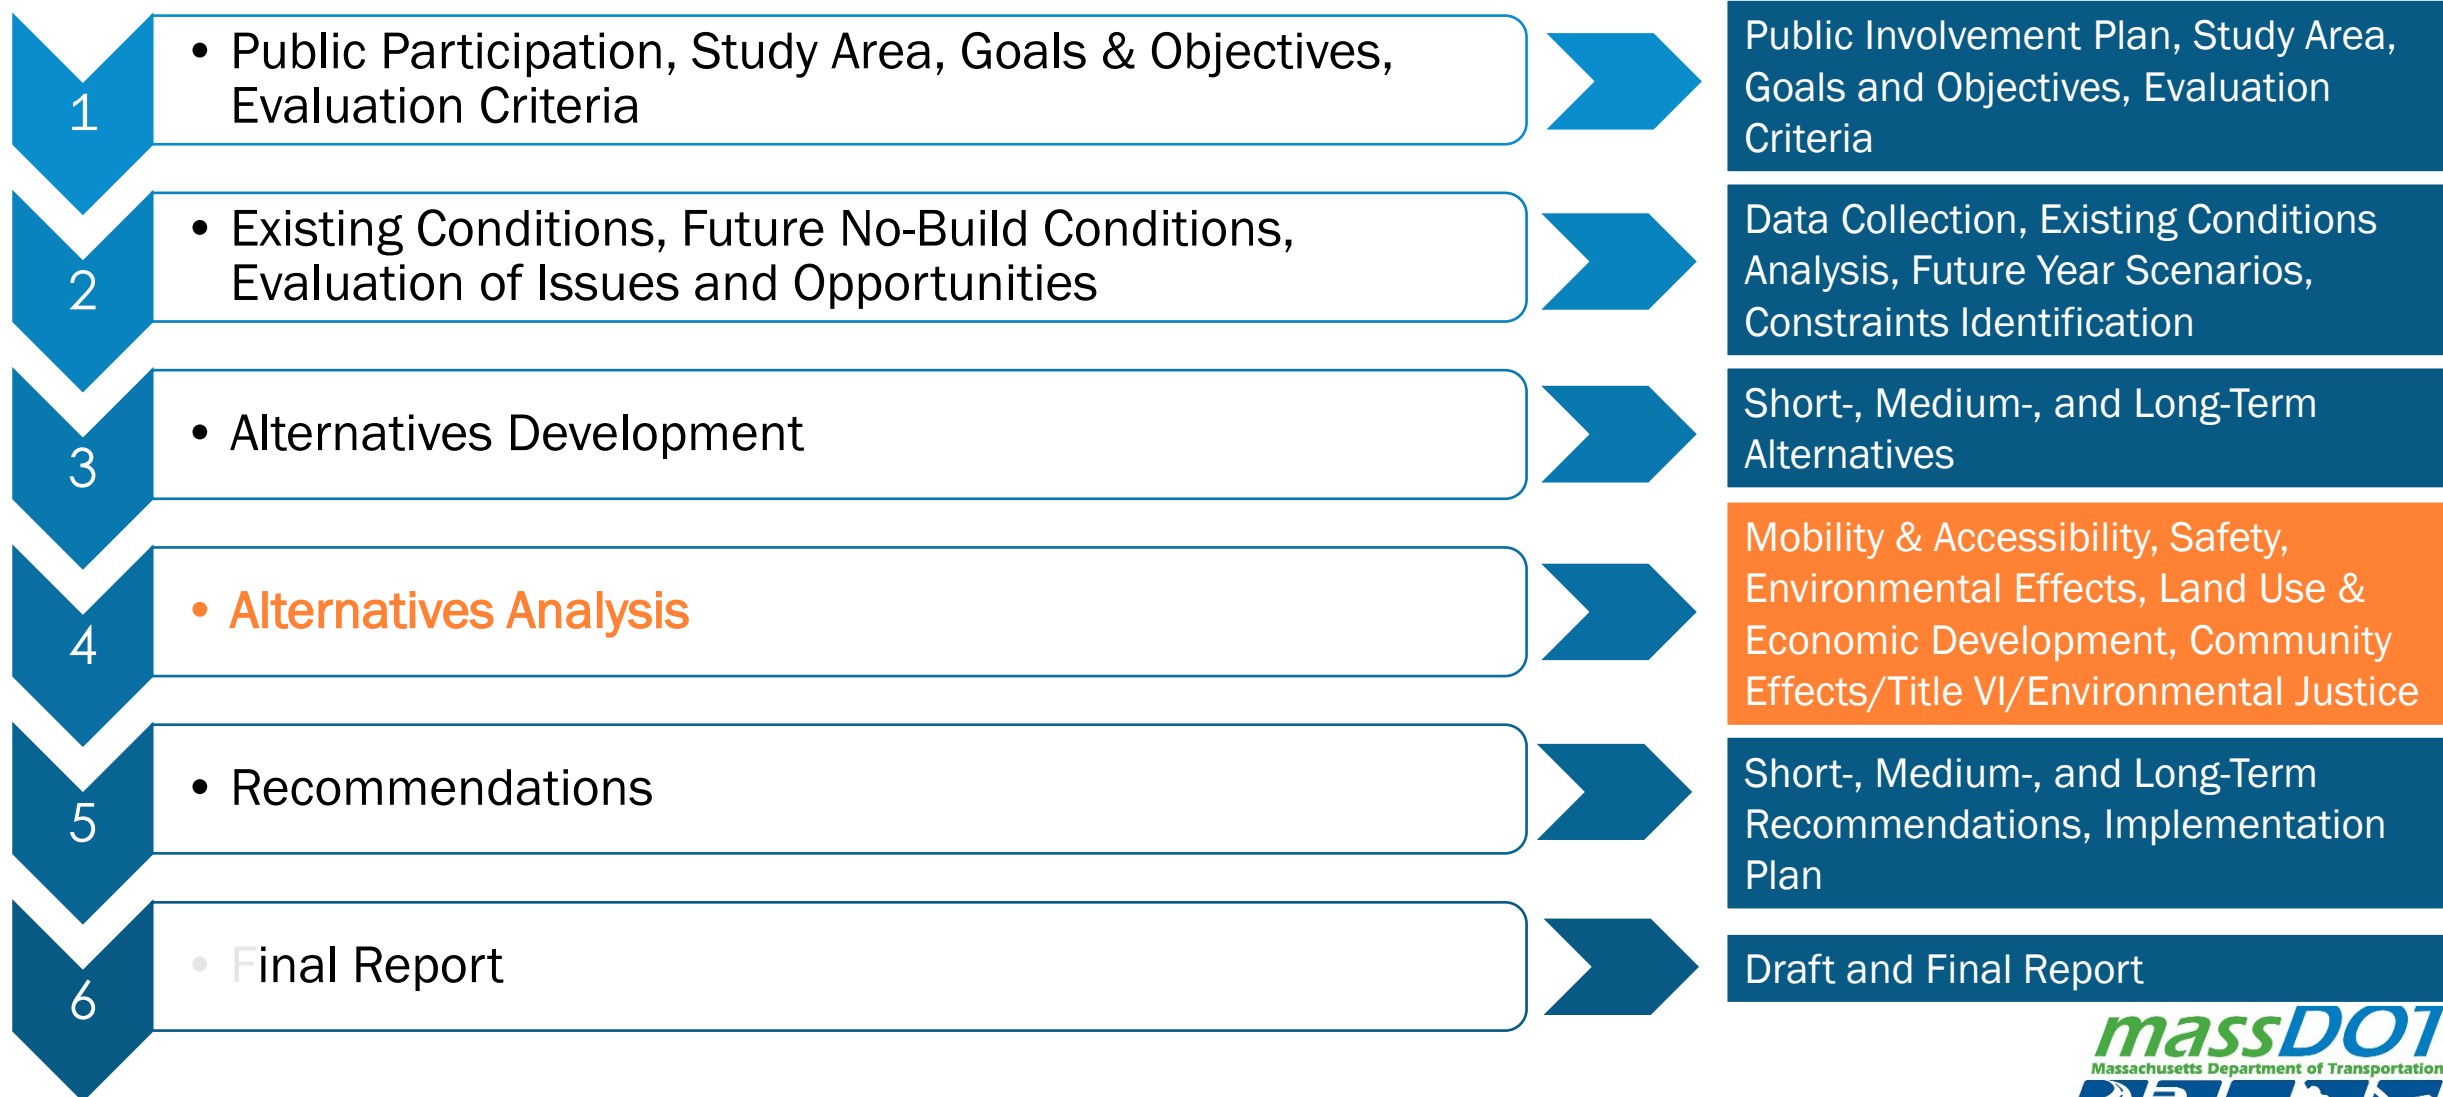 1
• Public Participation, Study Area, Goals & Objectives,
Evaluation Criteria
Public Involvement Plan, Study Area,
Goals and Objectives, Evaluation
Criteria
2
• Existing Conditions, Future No-Build Conditions,
Evaluation of Issues and Opportunities
Data Collection, Existing Conditions
Analysis, Future Year Scenarios,
Constraints Identification
3
• Alternatives Development
Short-, Medium-, and Long-Term
Alternatives
4
• Alternatives Analysis
Mobility & Accessibility, Safety,
Environmental Effects, Land Use &
Economic Development, Community
Effects/Title VI/Environmental Justice
5
• Recommendations
Short-, Medium-, and Long-Term
Recommendations, Implementation
Plan
6
• Final Report
Draft and Final Report
massDOT
Massachusetts Department of Transportation